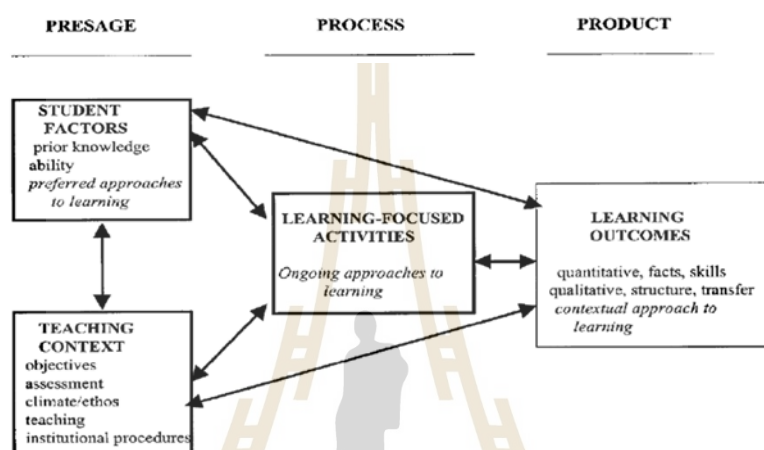 PRESAGE
PROCESS
PRODUCT
STUDENT
FACTORS
prior knowledge
ability
preferred approaches
to learning
LEARNING-FOCUSED
ACTIVITIES
Ongoing approaches to
learning
LEARNING
OUTCOMES
quantitative, facts, skills
qualitative, structure, transfer
contextual approach to
learning
TEACHING
CONTEXT
objectives
assessment
climate/ethos
teaching
institutional procedures